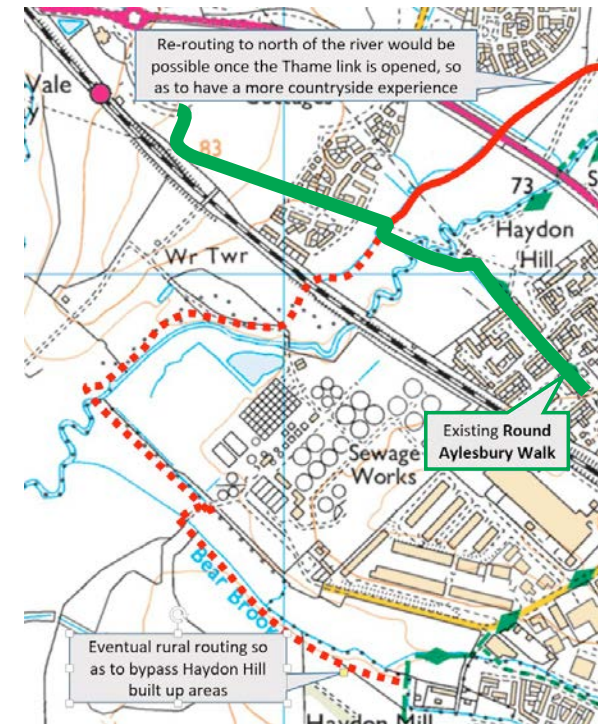 Re-routing to north of the river would be
possible once the Thame link is opened, so
as to have a more countryside experience
Vale
83
73
Haydon
Hill
Wr Twr
Existing Round
Aylesbury Walk
Sewage
Works
Bear Brook
Eventual rural routing so
as to bypass Haydon Hill
built up areas
Haydon Mill